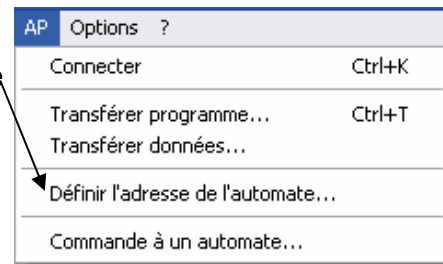 AP Options ?
Connecter Ctrl+K
Transférer programme... Ctrl+T
Transférer données...
Définir l'adresse de l'automate...
Commande à un automate...